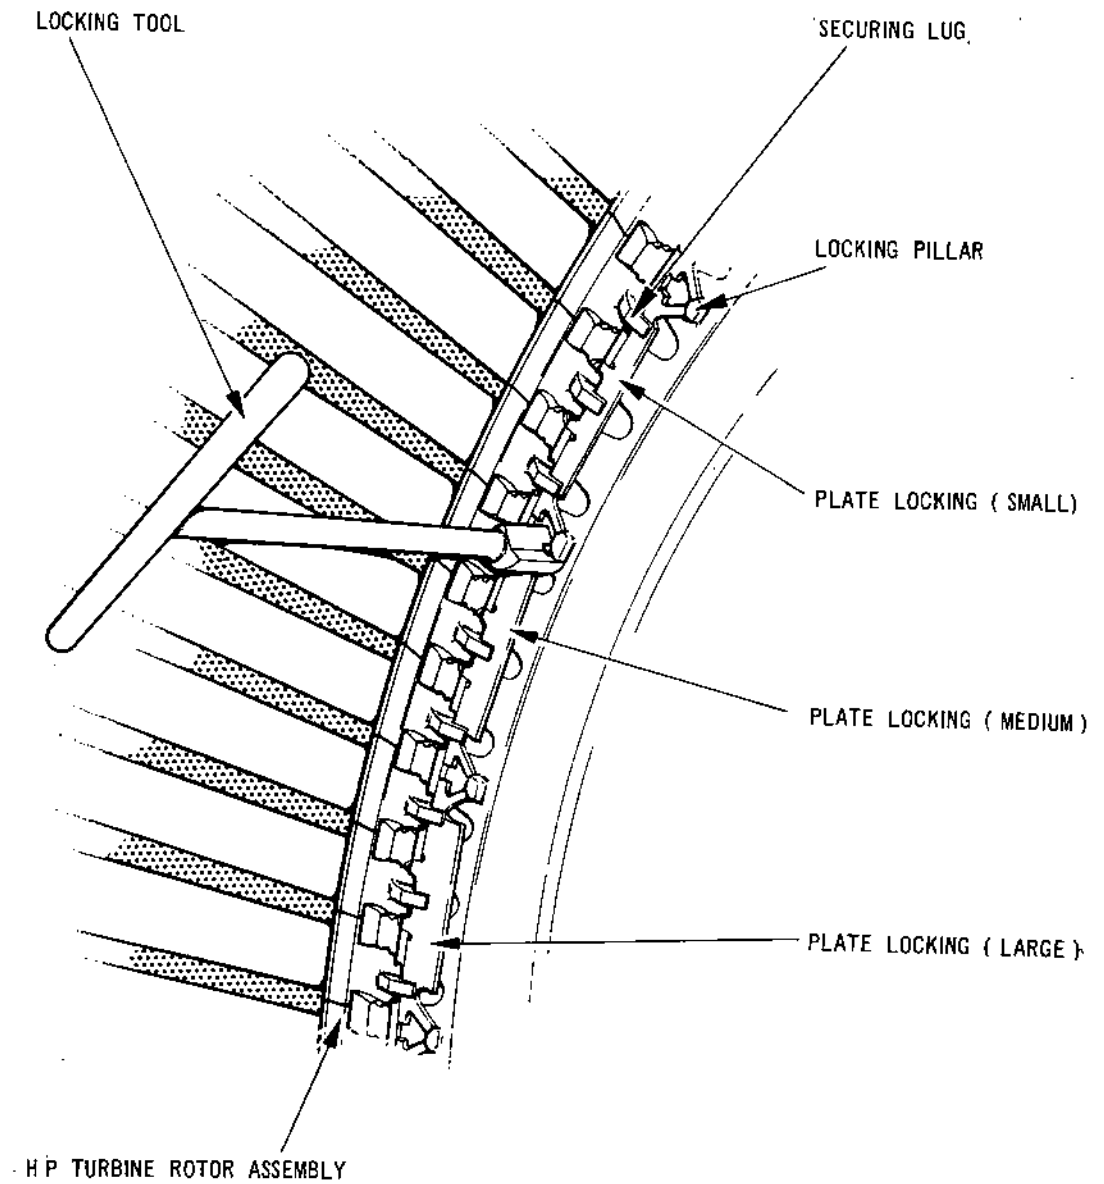 LOCKING TOOL
SECURING LUG
LOCKING PILLAR
PLATE LOCKING (SMALL)
PLATE LOCKING (MEDIUM)
PLATE LOCKING (LARGE)
H P TURBINE ROTOR ASSEMBLY